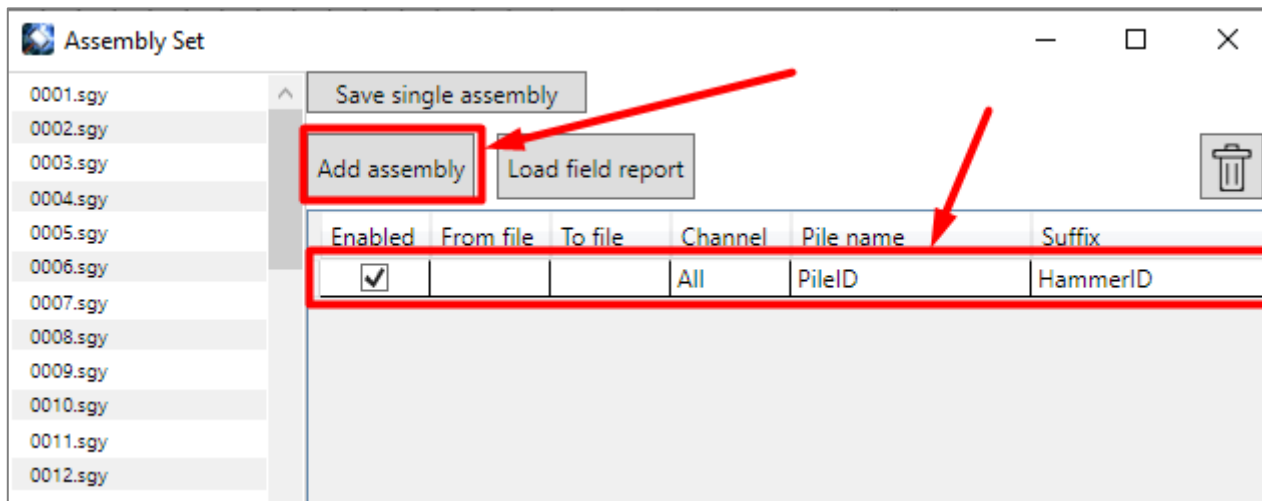 Assembly Set
0001.sgy
0002.sgy
0003.sgy
0004.sgy
0005.sgy
0006.sgy
0007.sgy
0008.sgy
0009.sgy
0010.sgy
0011.sgy
0012.sgy
Save single assembly
Add assembly Load field report
Enabled From file To file Channel Pile name Suffix
All PileID HammerID